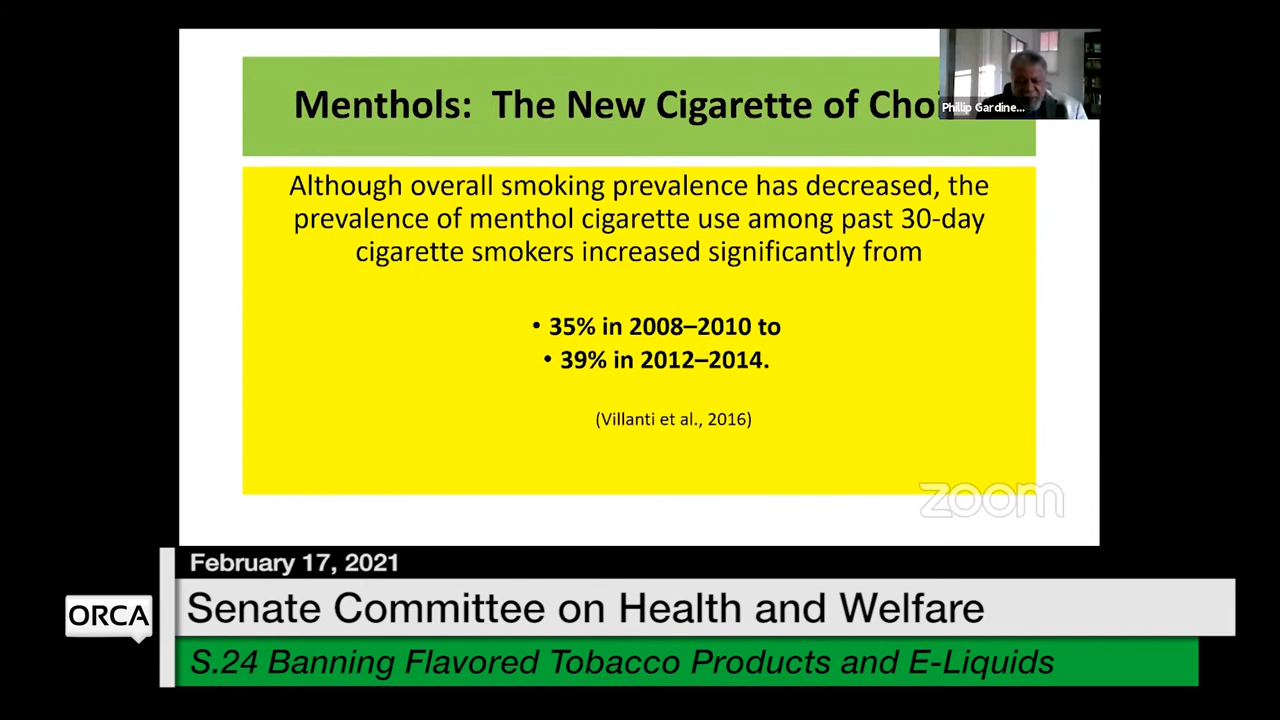 Menthols: The New Cigarette of Choi
Phillip Gardine...
Although overall smoking prevalence has decreased, the
prevalence of menthol cigarette use among past 30-day
cigarette smokers increased significantly from
• 35% in 2008–2010 to
• 39% in 2012–2014.
(Villanti et al., 2016)
zoom
February 17, 2021
ORCA
Senate Committee on Health and Welfare
S.24 Banning Flavored Tobacco Products and E-Liquids